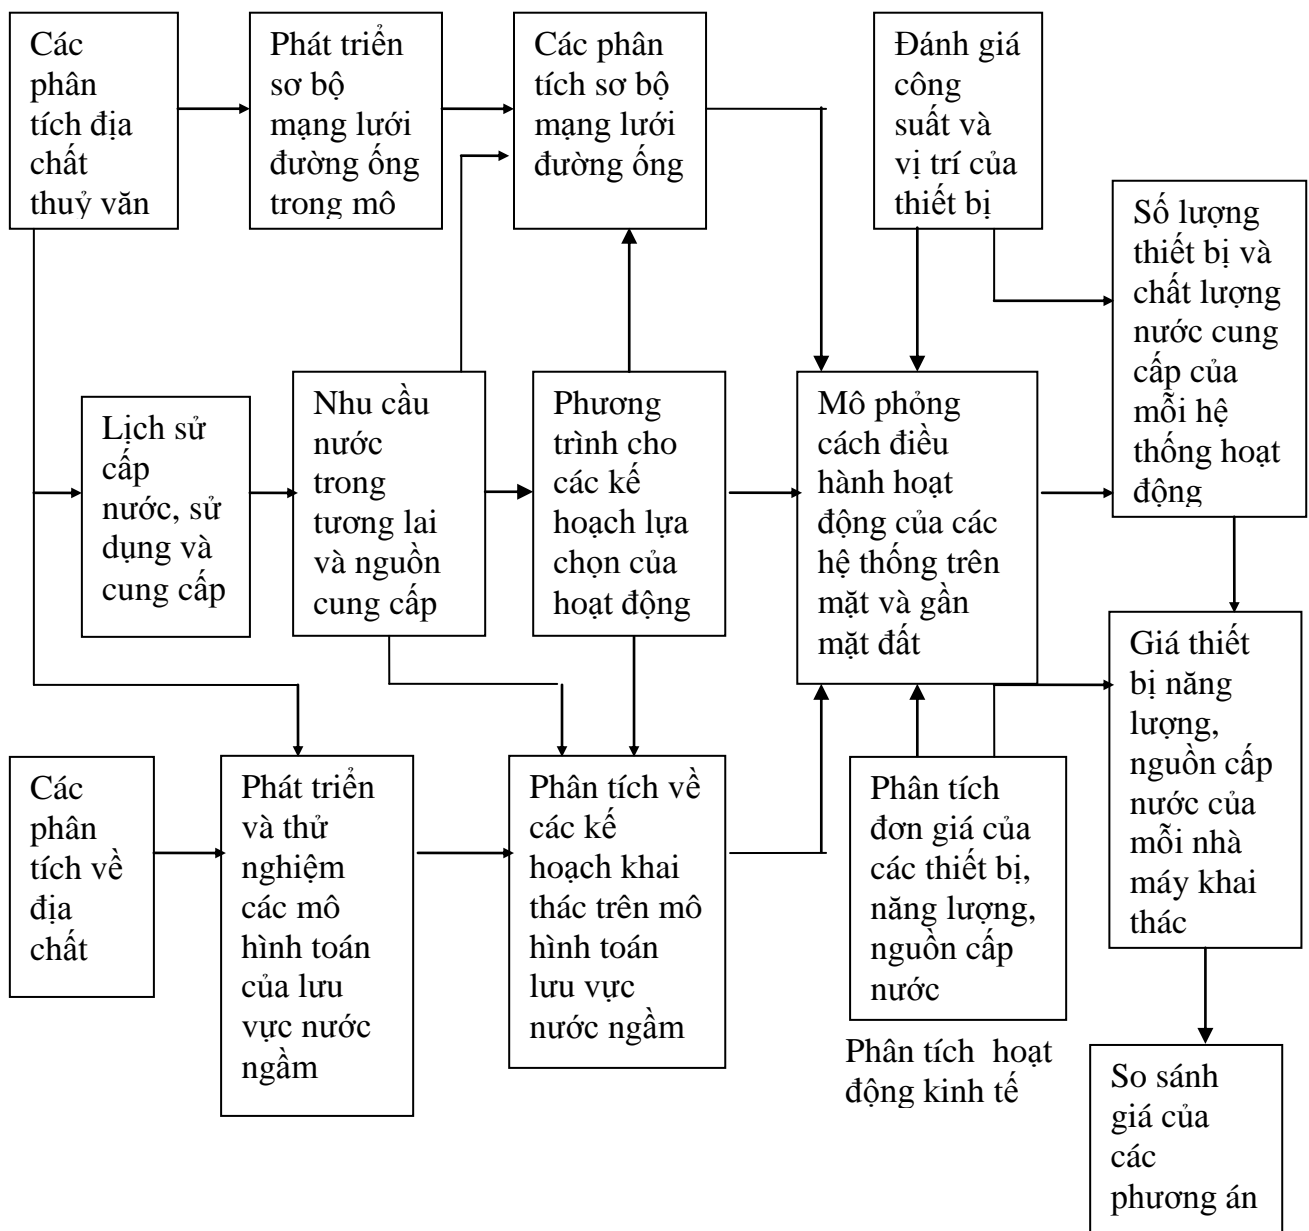 Các
phân
tích địa
chất
thuỷ văn
Phát triển
sơ bộ
mạng lưới
đường ống
trong mô
Các phân
tích sơ bộ
mạng lưới
đường ống
Đánh giá
công
suất và
vị trí của
thiết bị
Số lượng
thiết bị và
chất lượng
nước cung
cấp của
mỗi hệ
thống hoạt
động
Lịch sử
cấp
nước, sử
dụng và
cung cấp
Nhu cầu
nước
trong
tương lai
và nguồn
cung cấp
Phương
trình cho
các kế
hoạch lựa
chọn của
hoạt động
Mô phỏng
cách điều
hành hoạt
động của các
hệ thống trên
mặt và gần
mặt đất
Giá thiết
bị năng
lượng,
nguồn cấp
nước của
mỗi nhà
máy khai
thác
Các
phân
tích về
địa
chất
Phát triển
và thử
nghiệm
các mô
hình toán
của lưu
vực nước
ngầm
Phân tích về
các kế
hoạch khai
thác trên mô
hình toán
lưu vực
nước ngầm
Phân tích
đơn giá của
các thiết bị,
năng lượng,
nguồn cấp
nước
Phân tích hoạt
động kinh tế
So sánh
giá của
các
phương án